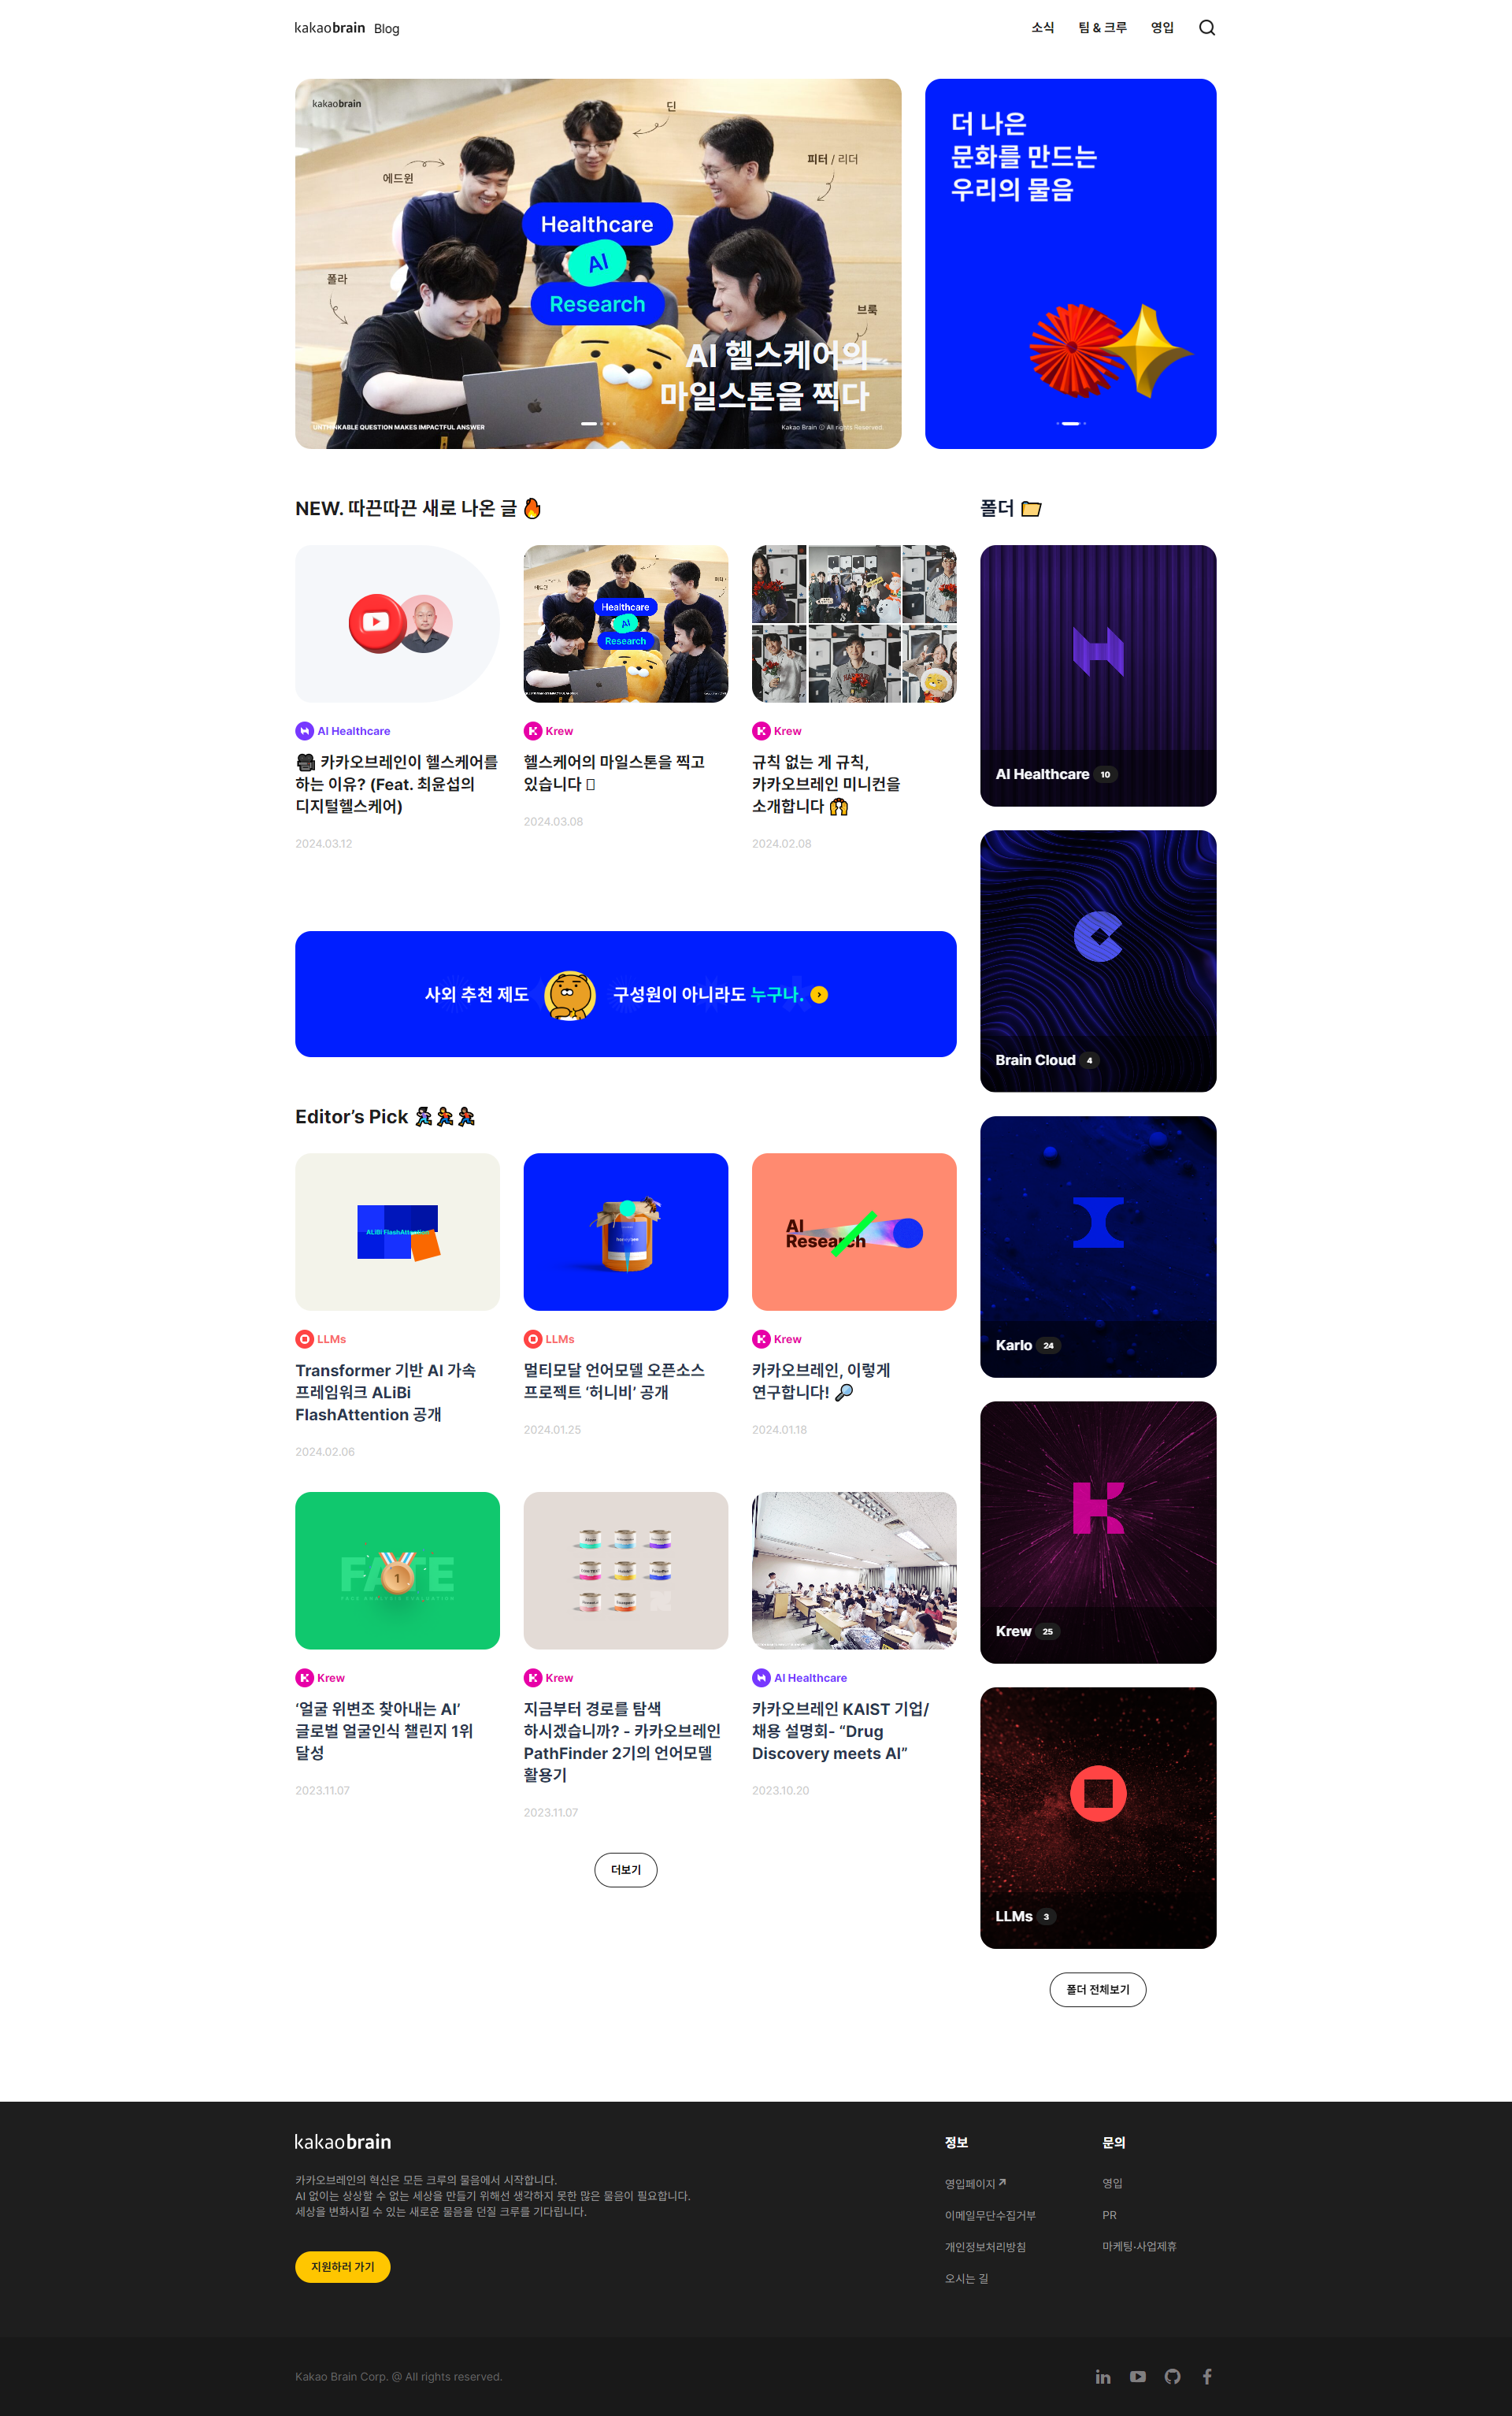 kakaobrain Blog
소식
팀 & 크루
영입
kakaobrain
딘
에드윈
피터 / 리더
폴라
브룩
Healthcare
AI
Research
AI 헬스케어의
마일스톤을 찍다
UNTHINKABLE QUESTION MAKES IMPACTFUL ANSWER
Kakao Brain ⓒ All rights Reserved.
더 나은
문화를 만드는
우리의 물음
NEW. 따끈따끈 새로 나온 글 🔥
Healthcare
AI
Research
AI Healthcare
🎥 카카오브레인이 헬스케어를
하는 이유? (Feat. 최윤섭의
디지털헬스케어)
2024.03.12
Krew
헬스케어의 마일스톤을 찍고
있습니다
2024.03.08
Krew
규칙 없는 게 규칙,
카카오브레인 미니컨을
소개합니다 🙌
2024.02.08
사외 추천 제도
구성원이 아니라도 누구나.
Editor’s Pick 🏃🏃🏃
ALiBi FlashAttention
AI
Research
LLMs
Transformer 기반 AI 가속
프레임워크 ALiBi
FlashAttention 공개
2024.02.06
LLMs
멀티모달 언어모델 오픈소스
프로젝트 ‘허니비’ 공개
2024.01.25
Krew
카카오브레인, 이렇게
연구합니다! 🔎
2024.01.18
FATE
1
Krew
‘얼굴 위변조 찾아내는 AI’
글로벌 얼굴인식 챌린지 1위
달성
2023.11.07
Krew
지금부터 경로를 탐색
하시겠습니까? - 카카오브레인
PathFinder 2기의 언어모델
활용기
2023.11.07
AI Healthcare
카카오브레인 KAIST 기업/
채용 설명회- “Drug
Discovery meets AI”
2023.10.20
더보기
폴더 📁
AI Healthcare 10
Brain Cloud 4
Karlo 24
Krew 25
LLMs 3
폴더 전체보기
kakaobrain
카카오브레인의 혁신은 모든 크루의 물음에서 시작합니다.
AI 없이는 상상할 수 없는 세상을 만들기 위해선 생각하지 못한 많은 물음이 필요합니다.
세상을 변화시킬 수 있는 새로운 물음을 던질 크루를 기다립니다.
지원하러 가기
정보
영입페이지
이메일무단수집거부
개인정보처리방침
오시는 길
문의
영입
PR
마케팅·사업제휴
Kakao Brain Corp. @ All rights reserved.